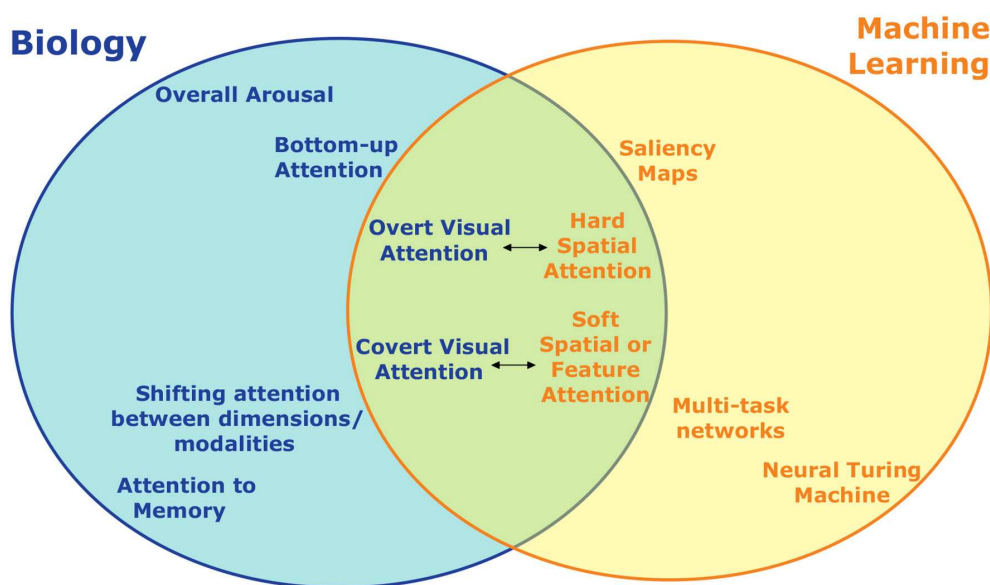 Biology
Machine
Learning
Overall Arousal
Bottom-up
Attention
Saliency
Maps
Overt Visual
Attention
Hard
Spatial
Attention
Covert Visual
Attention
Soft
Spatial or
Feature
Attention
Shifting attention
between dimensions/
modalities
Multi-task
networks
Attention to
Memory
Neural Turing
Machine